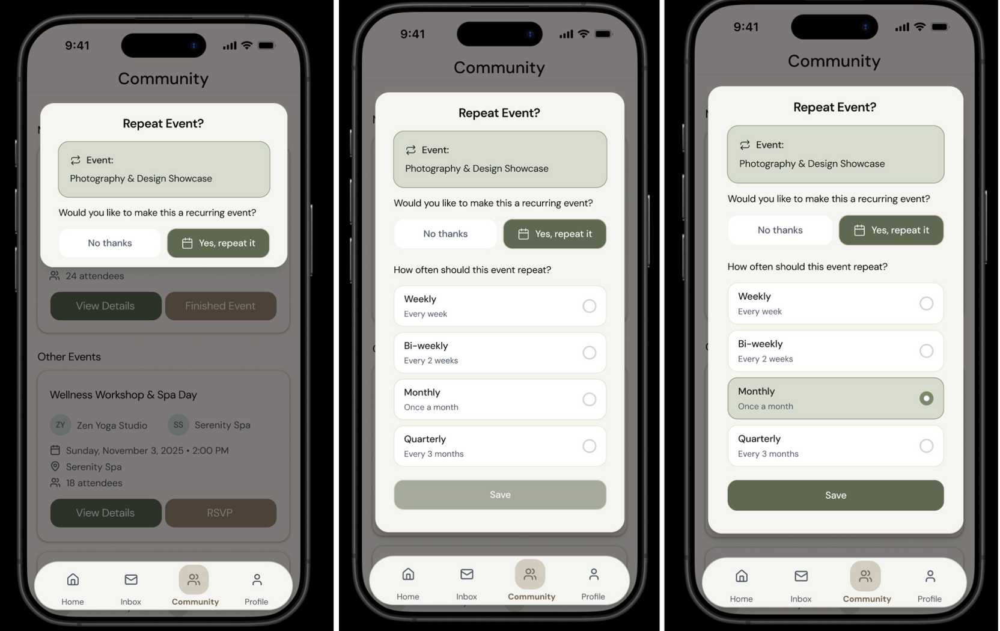 9:41
Community
Repeat Event?
Event:
Photography & Design Showcase
Would you like to make this a recurring event?
No thanks
Yes, repeat it
24 attendees
View Details
Finished Event
Other Events
Wellness Workshop & Spa Day
ZY Zen Yoga Studio
SS Serenity Spa
Sunday, November 3, 2025 • 2:00 PM
Serenity Spa
18 attendees
View Details
RSVP
Home
Inbox
Community
Profile
9:41
Community
Repeat Event?
Event:
Photography & Design Showcase
Would you like to make this a recurring event?
No thanks
Yes, repeat it
How often should this event repeat?
Weekly
Every week
Bi-weekly
Every 2 weeks
Monthly
Once a month
Quarterly
Every 3 months
Save
Home
Inbox
Community
Profile
9:41
Community
Repeat Event?
Event:
Photography & Design Showcase
Would you like to make this a recurring event?
No thanks
Yes, repeat it
How often should this event repeat?
Weekly
Every week
Bi-weekly
Every 2 weeks
Monthly
Once a month
Quarterly
Every 3 months
Save
Home
Inbox
Community
Profile